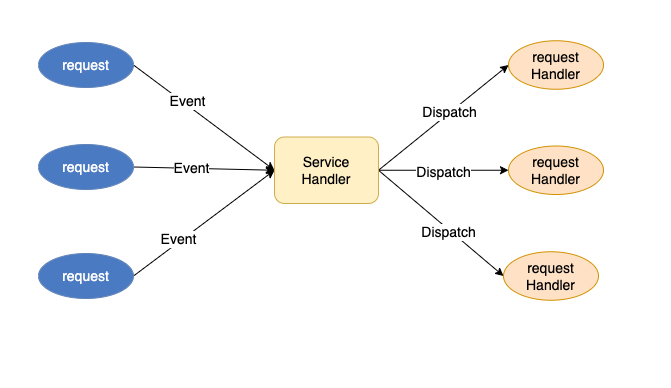 request
Event
request
Handler
Dispatch
request
Event
Service
Handler
Dispatch
request
Handler
request
Event
Dispatch
request
Handler